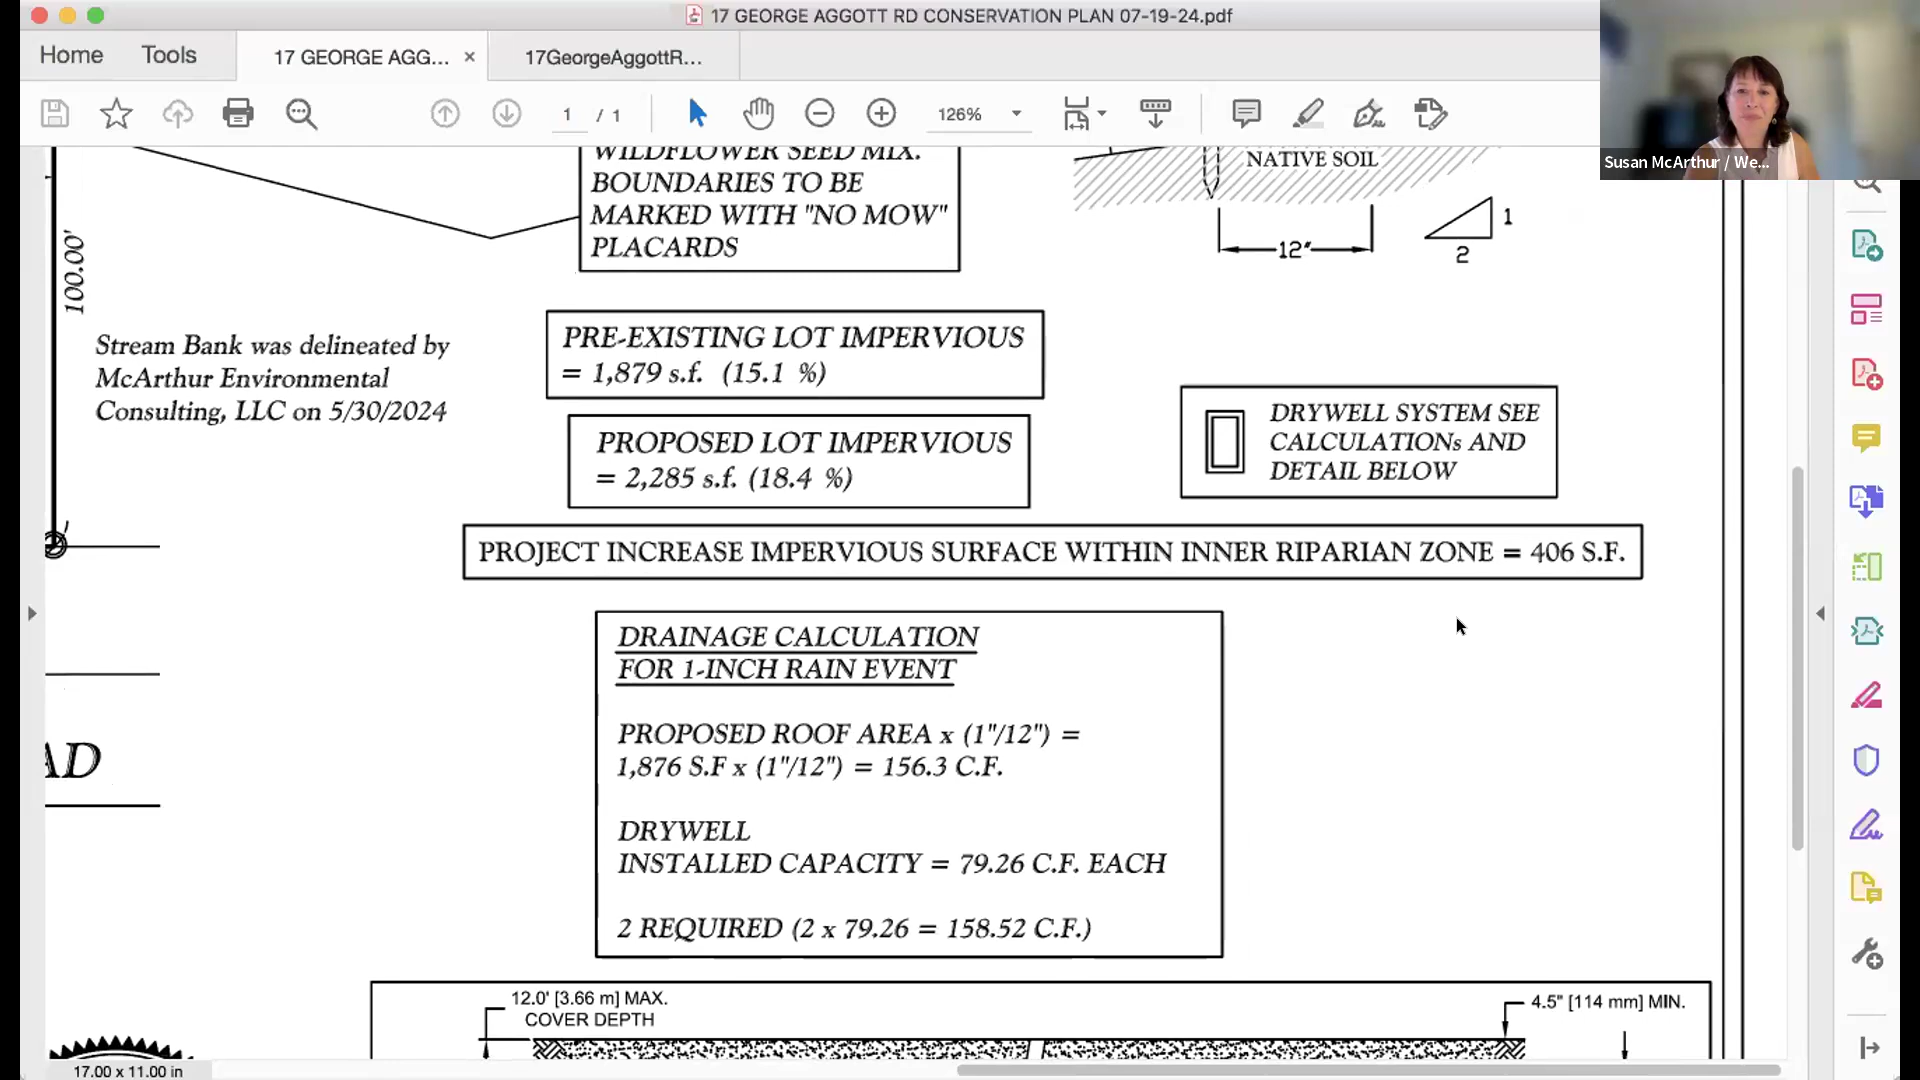 17 GEORGE AGGOTT RD CONSERVATION PLAN 07-19-24.pdf
Home
Tools
17 GEORGE AGG...
×
17GeorgeAggottR...
1 / 1
126%
Susan McArthur / We...
WILDFLOWER SEED MIX.
BOUNDARIES TO BE
MARKED WITH "NO MOW"
PLACARDS
NATIVE SOIL
12"
1
2
100.00'
Stream Bank was delineated by
McArthur Environmental
Consulting, LLC on 5/30/2024
PRE-EXISTING LOT IMPERVIOUS
= 1,879 s.f. (15.1 %)
PROPOSED LOT IMPERVIOUS
= 2,285 s.f. (18.4 %)
DRYWELL SYSTEM SEE
CALCULATIONs AND
DETAIL BELOW
PROJECT INCREASE IMPERVIOUS SURFACE WITHIN INNER RIPARIAN ZONE = 406 S.F.
DRAINAGE CALCULATION
FOR 1-INCH RAIN EVENT
PROPOSED ROOF AREA x (1"/12") =
1,876 S.F x (1"/12") = 156.3 C.F.
DRYWELL
INSTALLED CAPACITY = 79.26 C.F. EACH
2 REQUIRED (2 x 79.26 = 158.52 C.F.)
AD
12.0' [3.66 m] MAX.
COVER DEPTH
4.5" [114 mm] MIN.
17.00 x 11.00 in